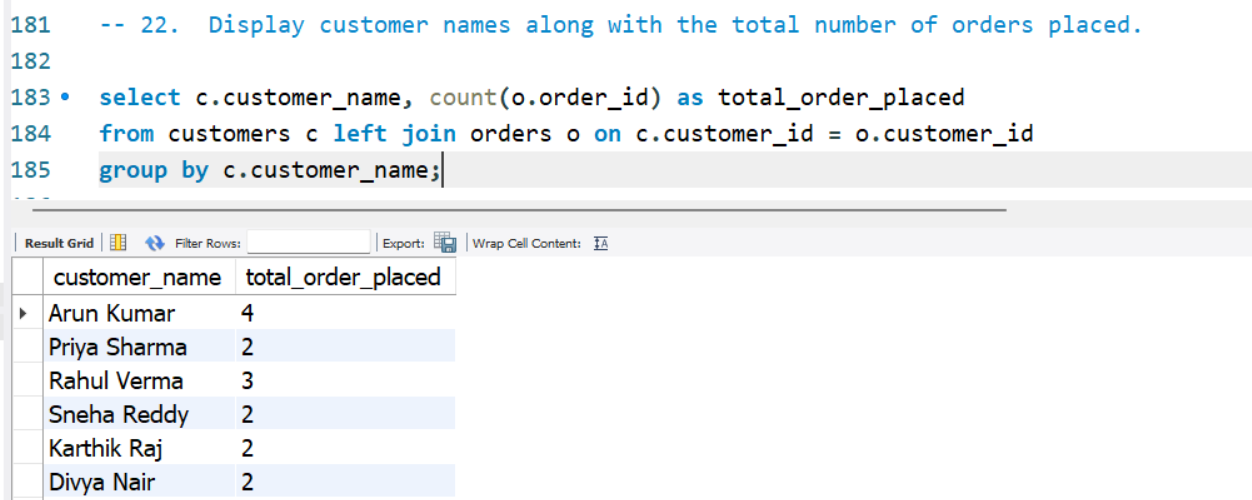 181 -- 22.  Display customer names along with the total number of orders placed.
182
183 select c.customer_name, count(o.order_id) as total_order_placed
184 from customers c left join orders o on c.customer_id = o.customer_id
185 group by c.customer_name;
Result Grid Filter Rows: Export: Wrap Cell Content:
customer_name total_order_placed
Arun Kumar 4
Priya Sharma 2
Rahul Verma 3
Sneha Reddy 2
Karthik Raj 2
Divya Nair 2